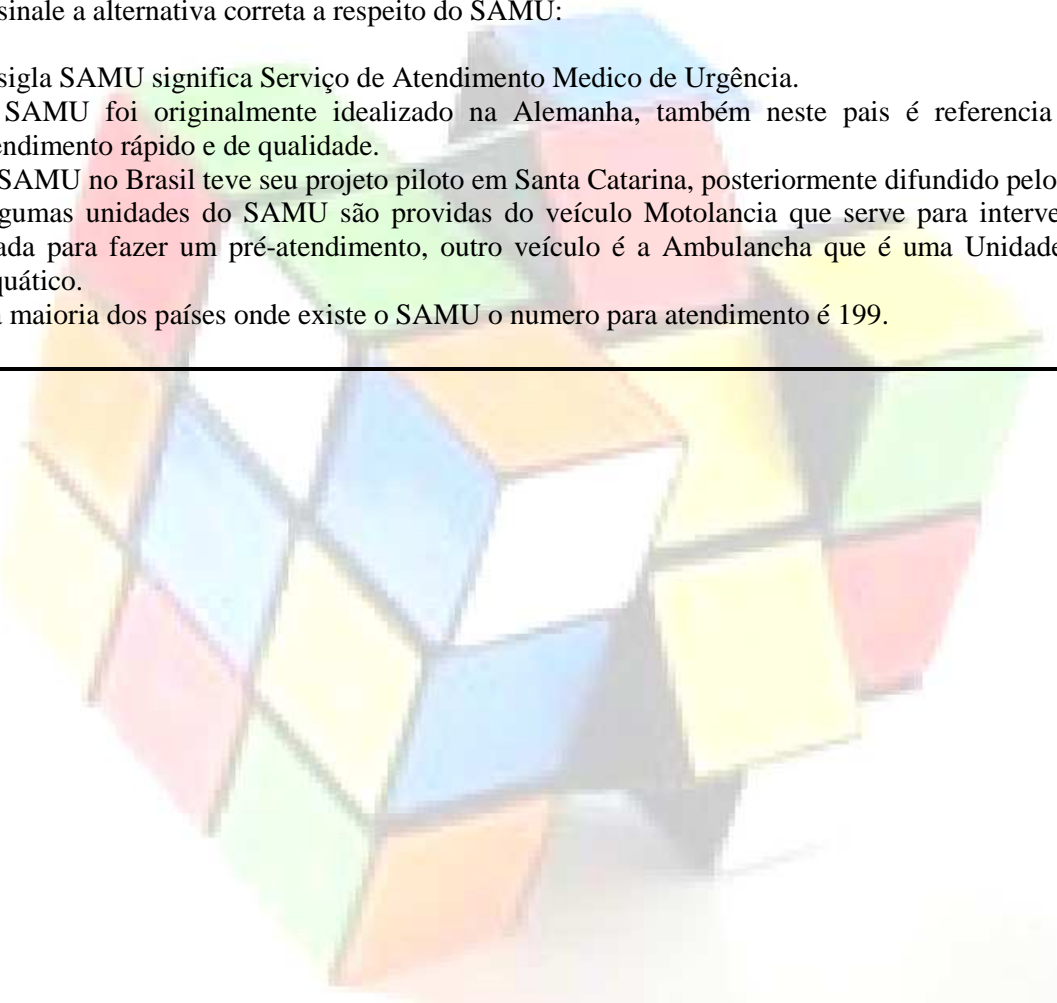 sinale a alternativa correta a respeito do SAMU:
sigla SAMU significa Serviço de Atendimento Medico de Urgência.
SAMU foi originalmente idealizado na Alemanha, também neste pais é referencia
endimento rápido e de qualidade.
SAMU no Brasil teve seu projeto piloto em Santa Catarina, posteriormente difundido pelo
gumas unidades do SAMU são providas do veículo Motolancia que serve para interve
ada para fazer um pré-atendimento, outro veículo é a Ambulancha que é uma Unidade
quático.
a maioria dos países onde existe o SAMU o numero para atendimento é 199.